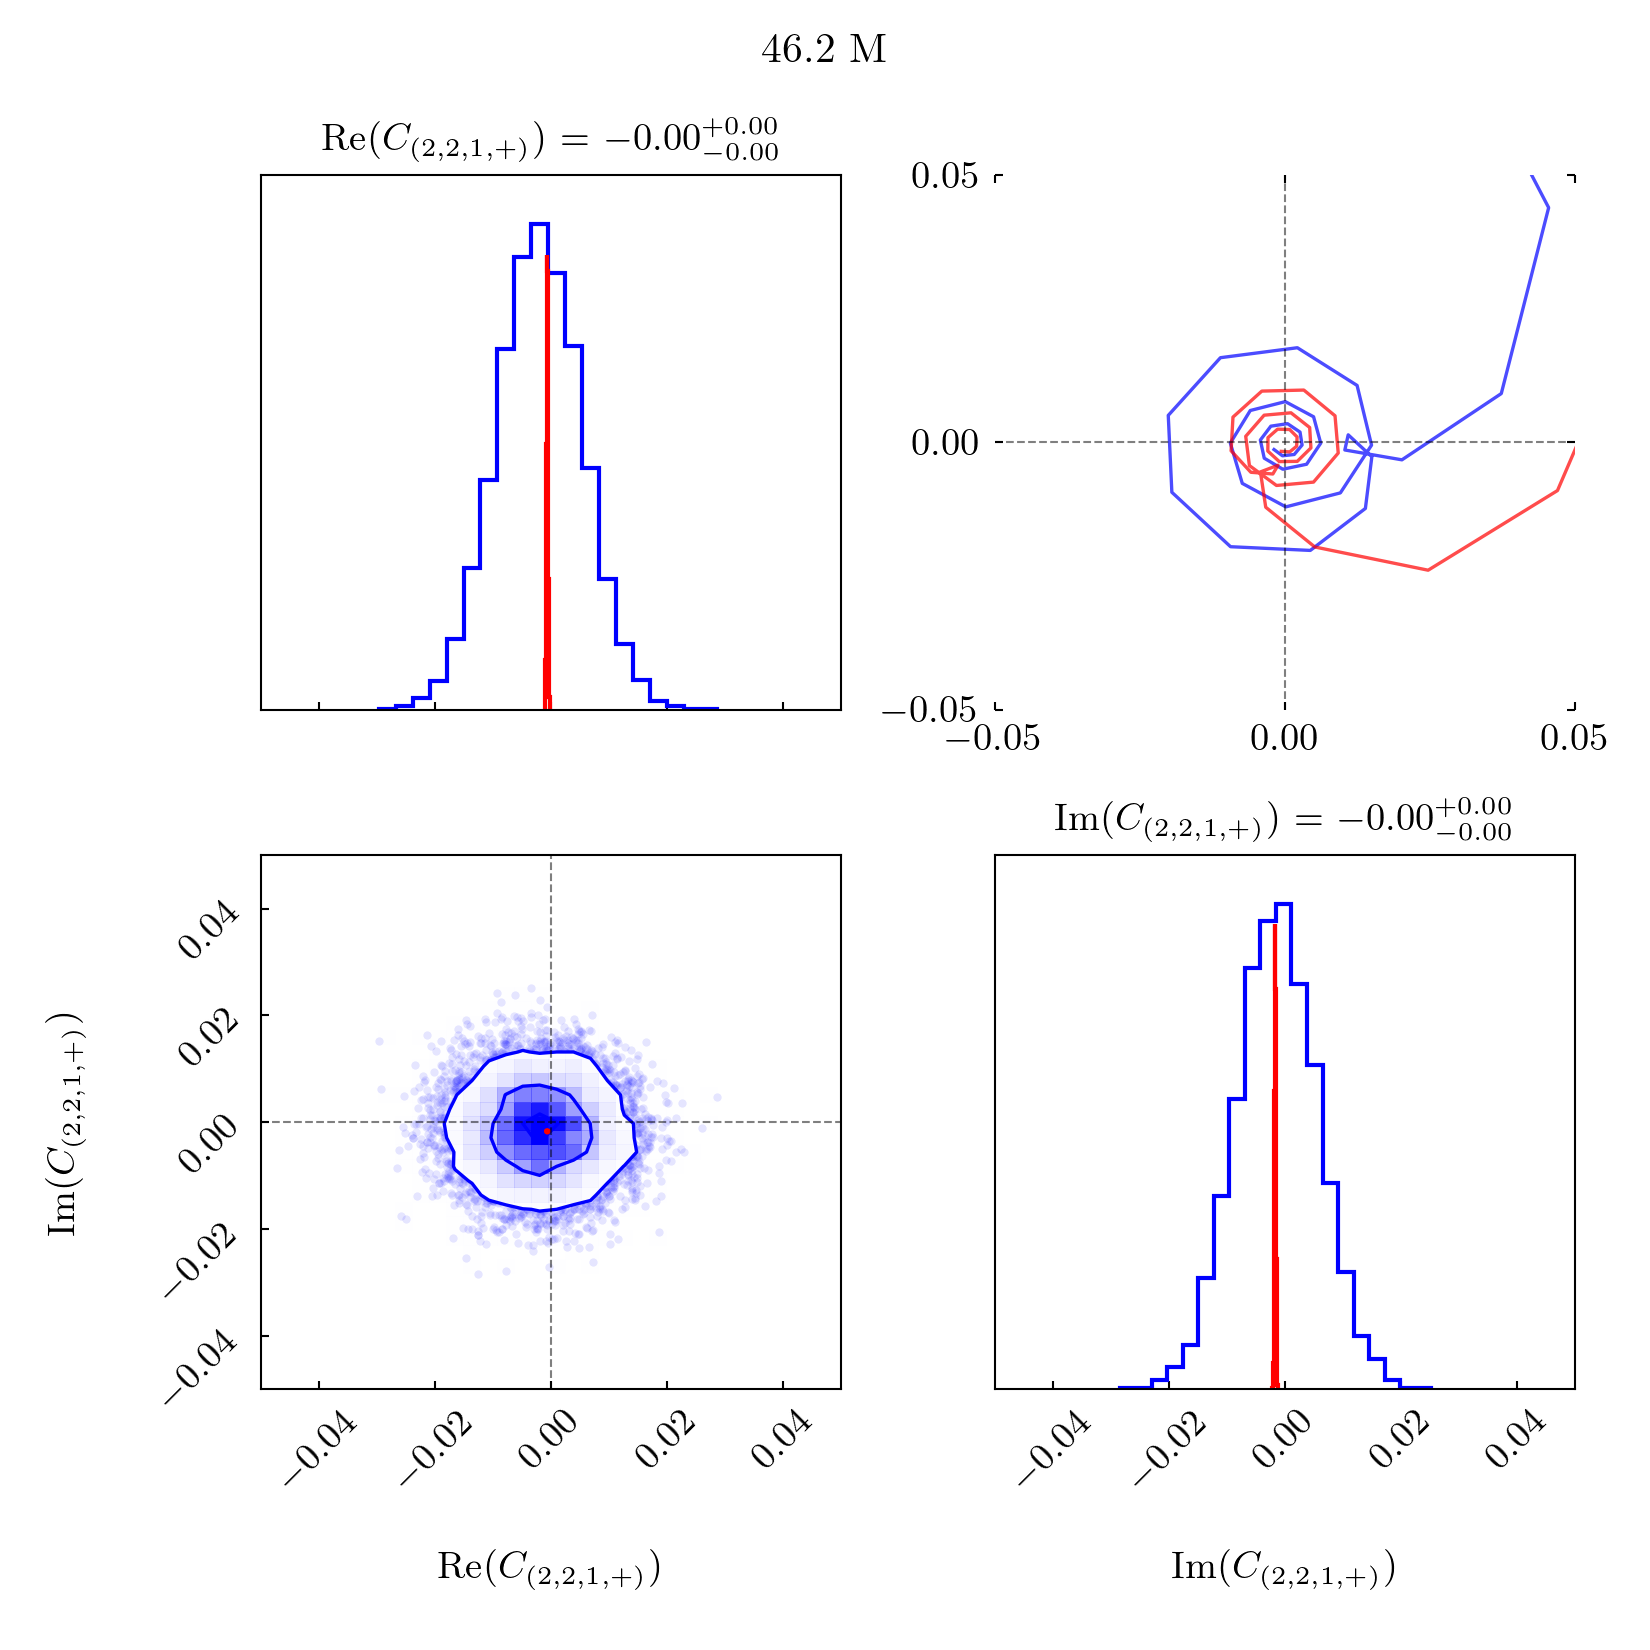 46.2 M
Re(C₍₂,₂,₁,₊₎) = −0.00^{+0.00}_{−0.00}
0.05
0.00
−0.05
−0.05 0.00 0.05
Im(C₍₂,₂,₁,₊₎) = −0.00^{+0.00}_{−0.00}
Im(C₍₂,₂,₁,₊₎)
0.04
0.02
0.00
−0.02
−0.04
−0.04 −0.02 0.00 0.02 0.04
−0.04 −0.02 0.00 0.02 0.04
Re(C₍₂,₂,₁,₊₎)
Im(C₍₂,₂,₁,₊₎)